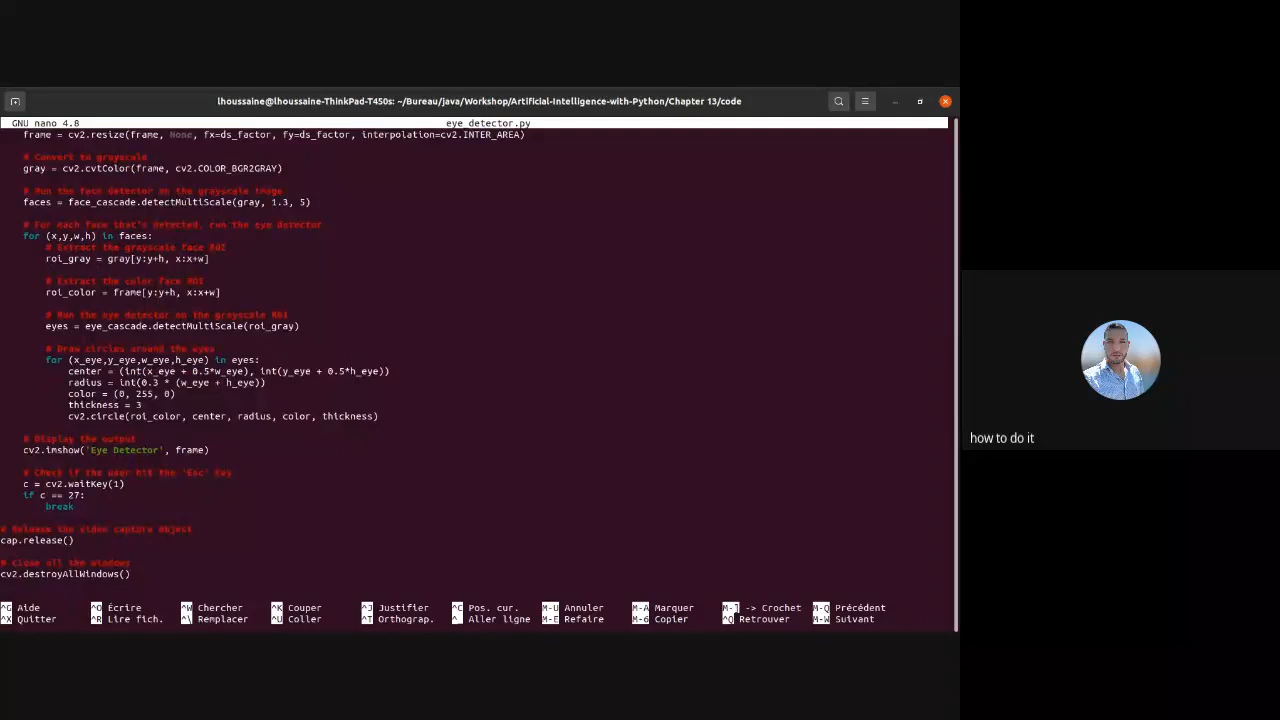 lhoussaine@lhoussaine-ThinkPad-T450s: ~/Bureau/java/Workshop/Artificial-Intelligence-with-Python/Chapter 13/code
GNU nano 4.8 eye_detector.py
frame = cv2.resize(frame, None, fx=ds_factor, fy=ds_factor, interpolation=cv2.INTER_AREA)
# Convert to grayscale
gray = cv2.cvtColor(frame, cv2.COLOR_BGR2GRAY)
# Run the face detector on the grayscale image
faces = face_cascade.detectMultiScale(gray, 1.3, 5)
# For each face that's detected, run the eye detector
for (x,y,w,h) in faces:
# Extract the grayscale face ROI
roi_gray = gray[y:y+h, x:x+w]
# Extract the color face ROI
roi_color = frame[y:y+h, x:x+w]
# Run the eye detector on the grayscale ROI
eyes = eye_cascade.detectMultiScale(roi_gray)
# Draw circles around the eyes
for (x_eye,y_eye,w_eye,h_eye) in eyes:
center = (int(x_eye + 0.5*w_eye), int(y_eye + 0.5*h_eye))
radius = int(0.3 * (w_eye + h_eye))
color = (0, 255, 0)
thickness = 3
cv2.circle(roi_color, center, radius, color, thickness)
# Display the output
cv2.imshow('Eye Detector', frame)
# Check if the user hit the 'Esc' key
c = cv2.waitKey(1)
if c == 27:
break
# Release the video capture object
cap.release()
# Close all the windows
cv2.destroyAllWindows()
^G Aide ^O Écrire ^W Chercher ^K Couper ^J Justifier ^C Pos. cur. M-U Annuler M-A Marquer M-] -> Crochet M-Q Précédent
^X Quitter ^R Lire fich. ^\ Remplacer ^U Coller ^T Orthograp. ^_ Aller ligne M-E Refaire M-6 Copier ^Q Retrouver M-W Suivant
how to do it